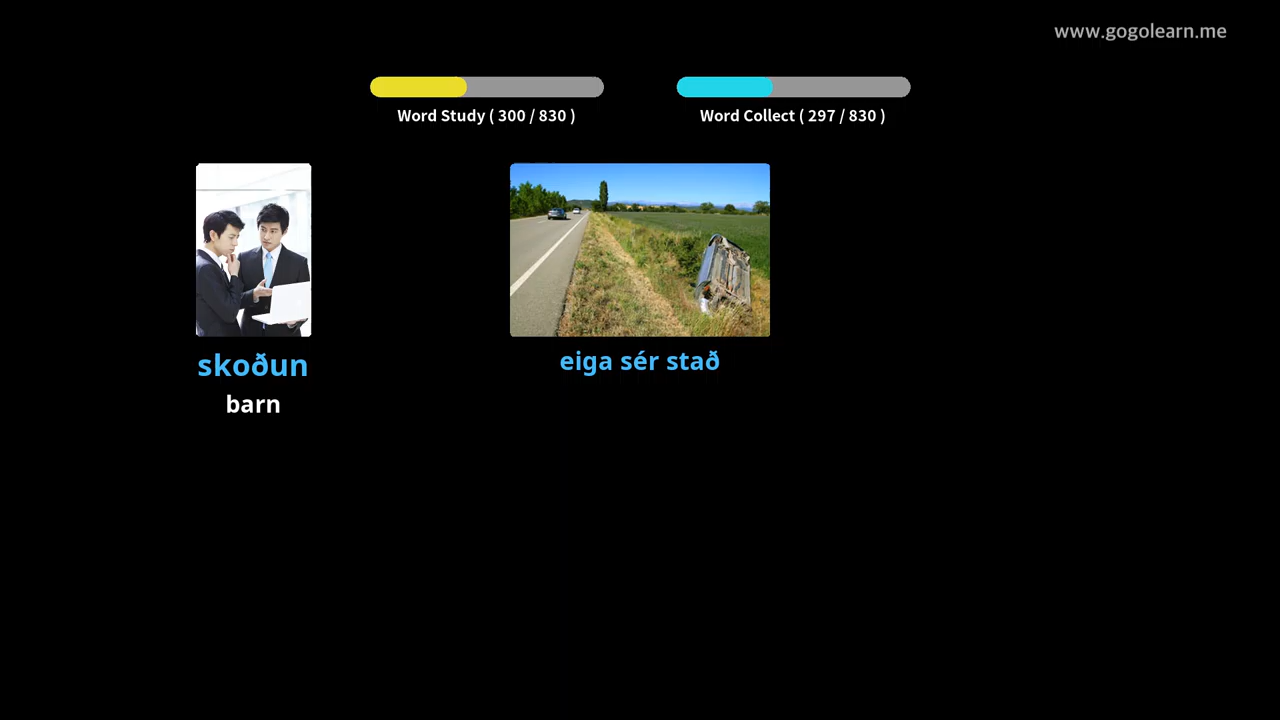 www.gogolearn.me
Word Study ( 300 / 830 )
Word Collect ( 297 / 830 )
skoðun
barn
eiga sér stað